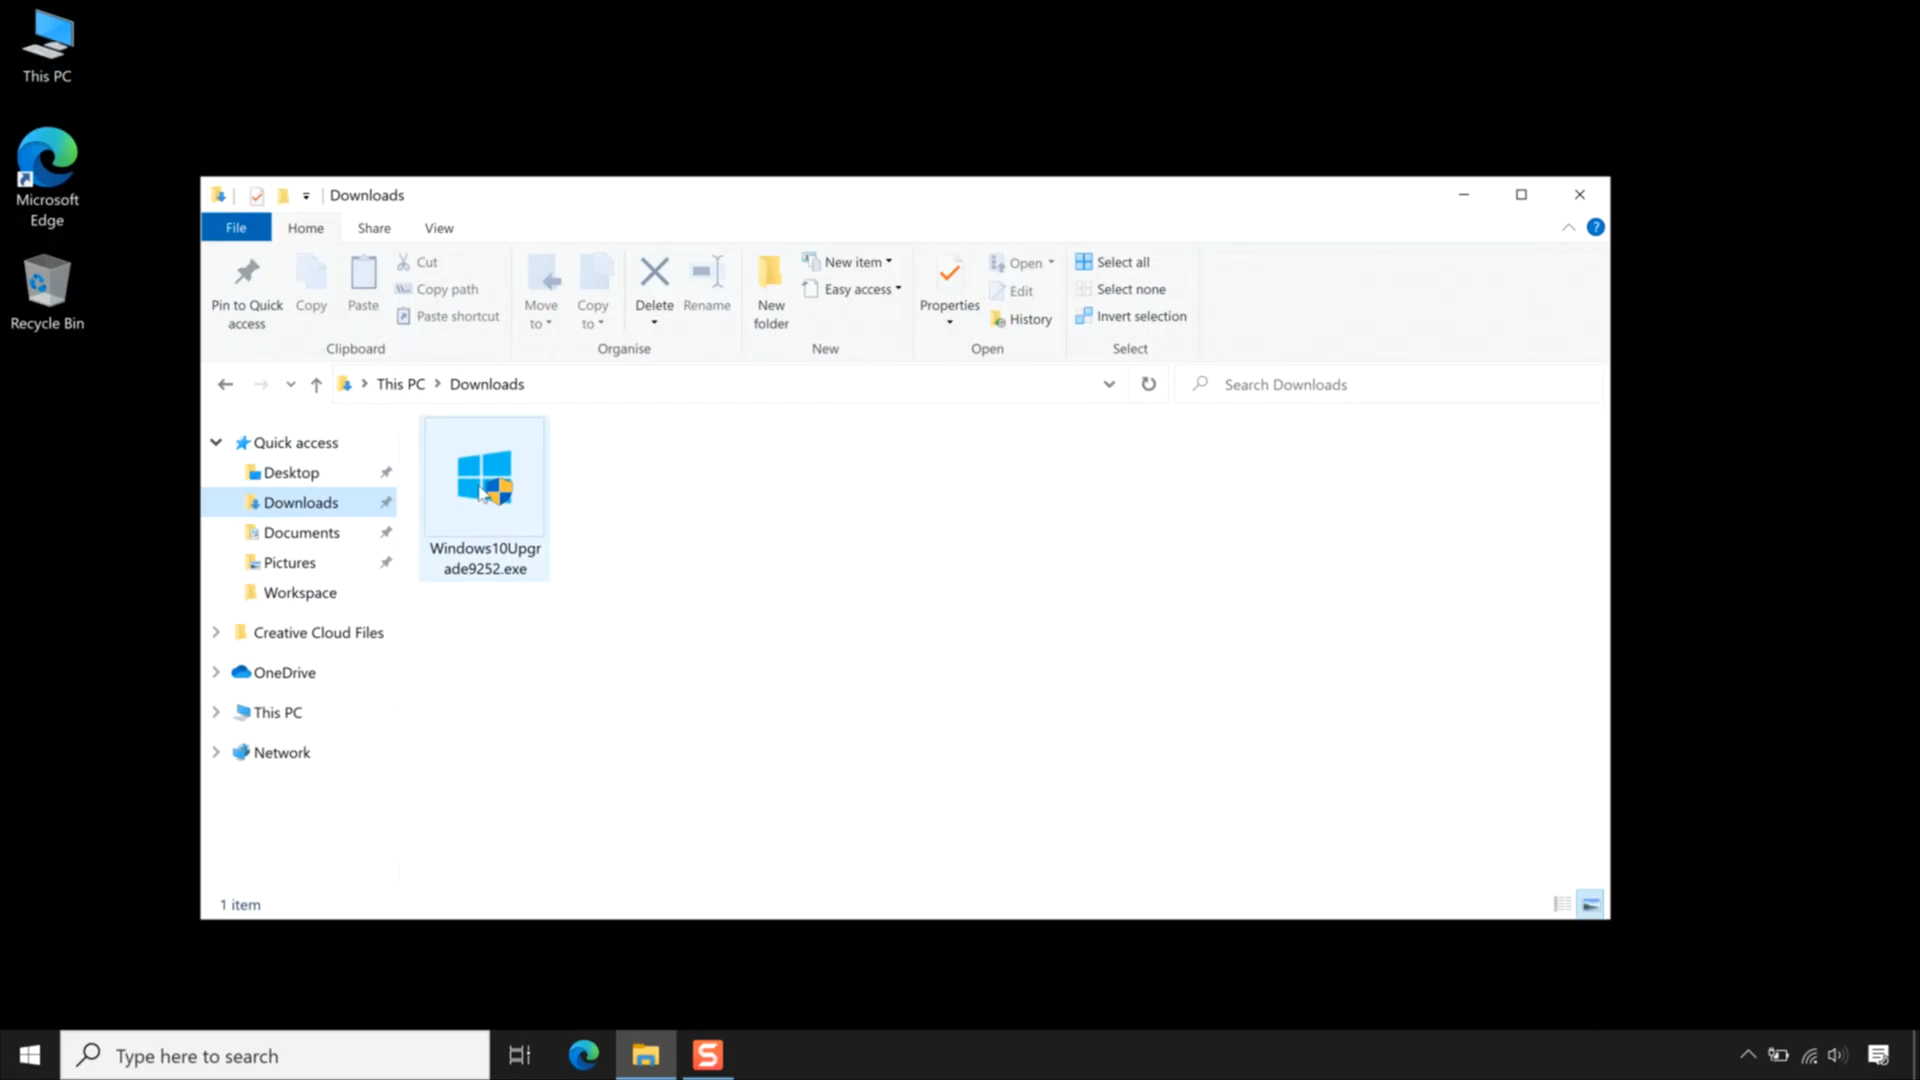 This PC
Microsoft
Edge
Recycle Bin
Downloads
File
Home
Share
View
Pin to Quick
access
Copy
Paste
Cut
Copy path
Paste shortcut
Clipboard
Move
to
Copy
to
Delete
Rename
Organise
New
folder
New item
Easy access
New
Properties
Open
Edit
History
Open
Select all
Select none
Invert selection
Select
This PC
Downloads
Search Downloads
Quick access
Desktop
Downloads
Documents
Pictures
Workspace
Creative Cloud Files
OneDrive
This PC
Network
Windows10Upgr
ade9252.exe
1 item
Type here to search